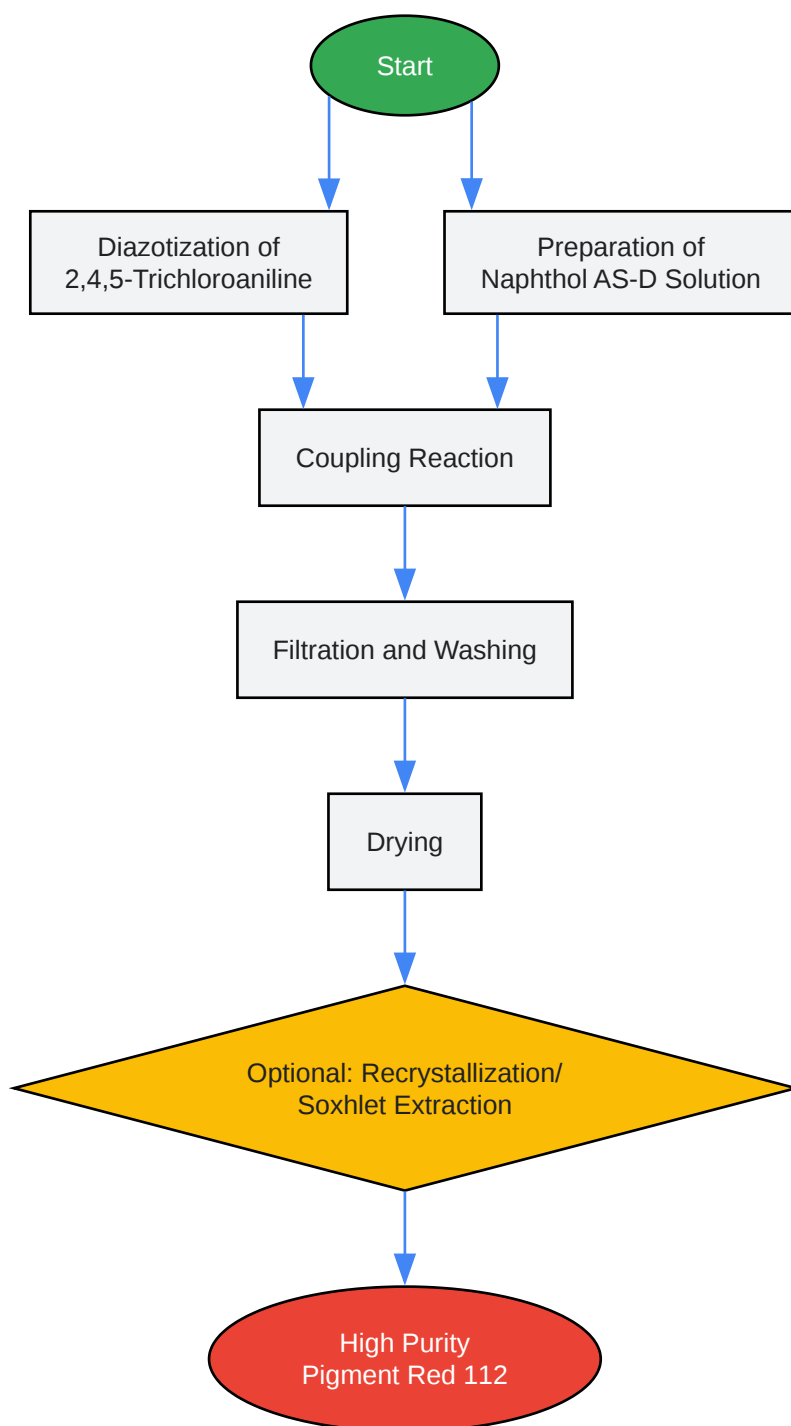 Start
Diazotization of
2,4,5-Trichloroaniline
Preparation of
Naphthol AS-D Solution
Coupling Reaction
Filtration and Washing
Drying
Optional: Recrystallization/
Soxhlet Extraction
High Purity
Pigment Red 112